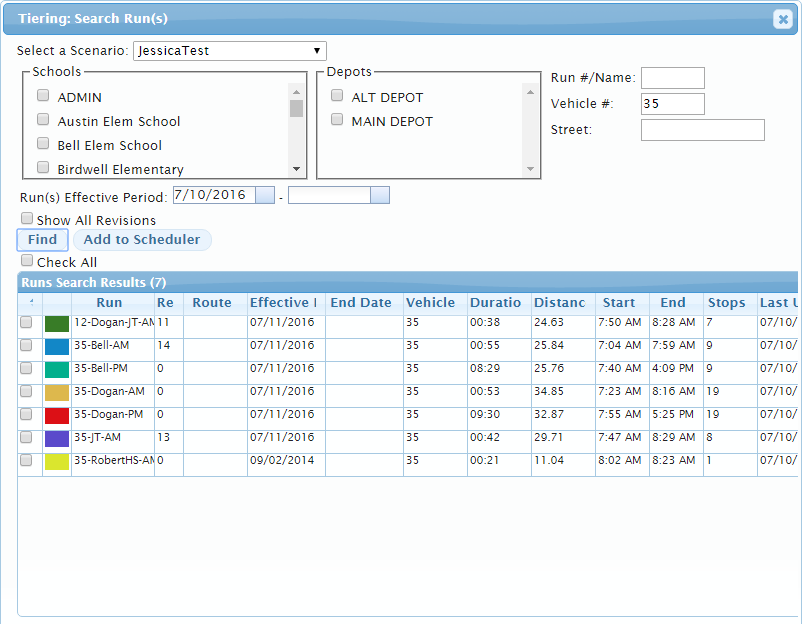 Tiering: Search Run(s)
Select a Scenario: JessicaTest
Schools
ADMIN
Austin Elem School
Bell Elem School
Birdwell Elementary
Depots
ALT DEPOT
MAIN DEPOT
Run #/Name:
Vehicle #: 35
Street:
Run(s) Effective Period: 7/10/2016 -
Show All Revisions
Find Add to Scheduler
Check All
Runs Search Results (7)
Run Re Route Effective End Date Vehicle Duratio Distanc Start End Stops Last U
12-Dogan-JT-AM 11 07/11/2016 35 00:38 24.63 7:50 AM 8:28 AM 7 07/10/
35-Bell-AM 14 07/11/2016 35 00:55 25.84 7:04 AM 7:59 AM 9 07/10/
35-Bell-PM 0 07/11/2016 35 08:29 25.76 7:40 AM 4:09 PM 9 07/10/
35-Dogan-AM 0 07/11/2016 35 00:53 34.85 7:23 AM 8:16 AM 19 07/10/
35-Dogan-PM 0 07/11/2016 35 09:30 32.87 7:55 AM 5:25 PM 19 07/10/
35-JT-AM 13 07/11/2016 35 00:42 29.71 7:47 AM 8:29 AM 8 07/10/
35-RobertHS-AM 0 09/02/2014 35 00:21 11.04 8:02 AM 8:23 AM 1 07/10/